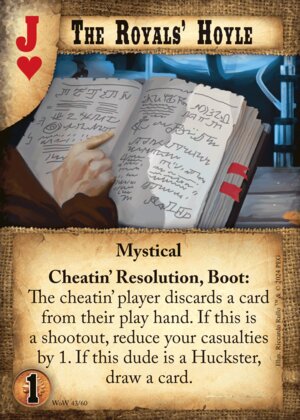 J
THE ROYALS' HOYLE
Mystical
Cheatin' Resolution, Boot:
The cheatin' player discards a card
from their play hand. If this is
a shootout, reduce your casualties
by 1. If this dude is a Huckster,
draw a card.
1
WoW 43/60